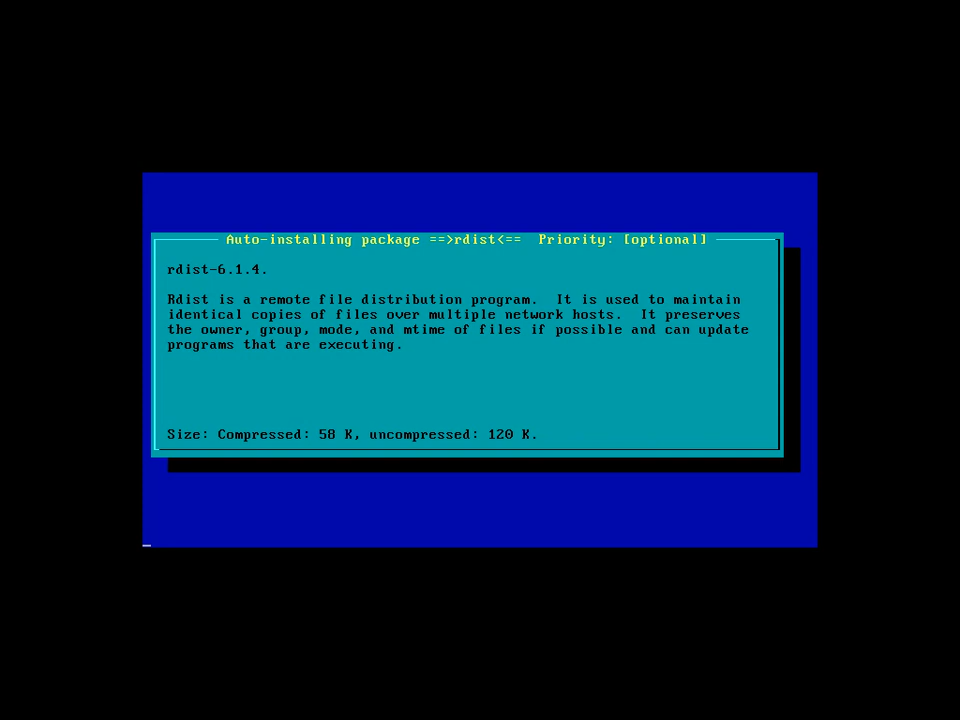 Auto-installing package ==>rdist<==  Priority: [optional]
rdist-6.1.4.
Rdist is a remote file distribution program.  It is used to maintain
identical copies of files over multiple network hosts.  It preserves
the owner, group, mode, and mtime of files if possible and can update
programs that are executing.
Size: Compressed: 58 K, uncompressed: 120 K.